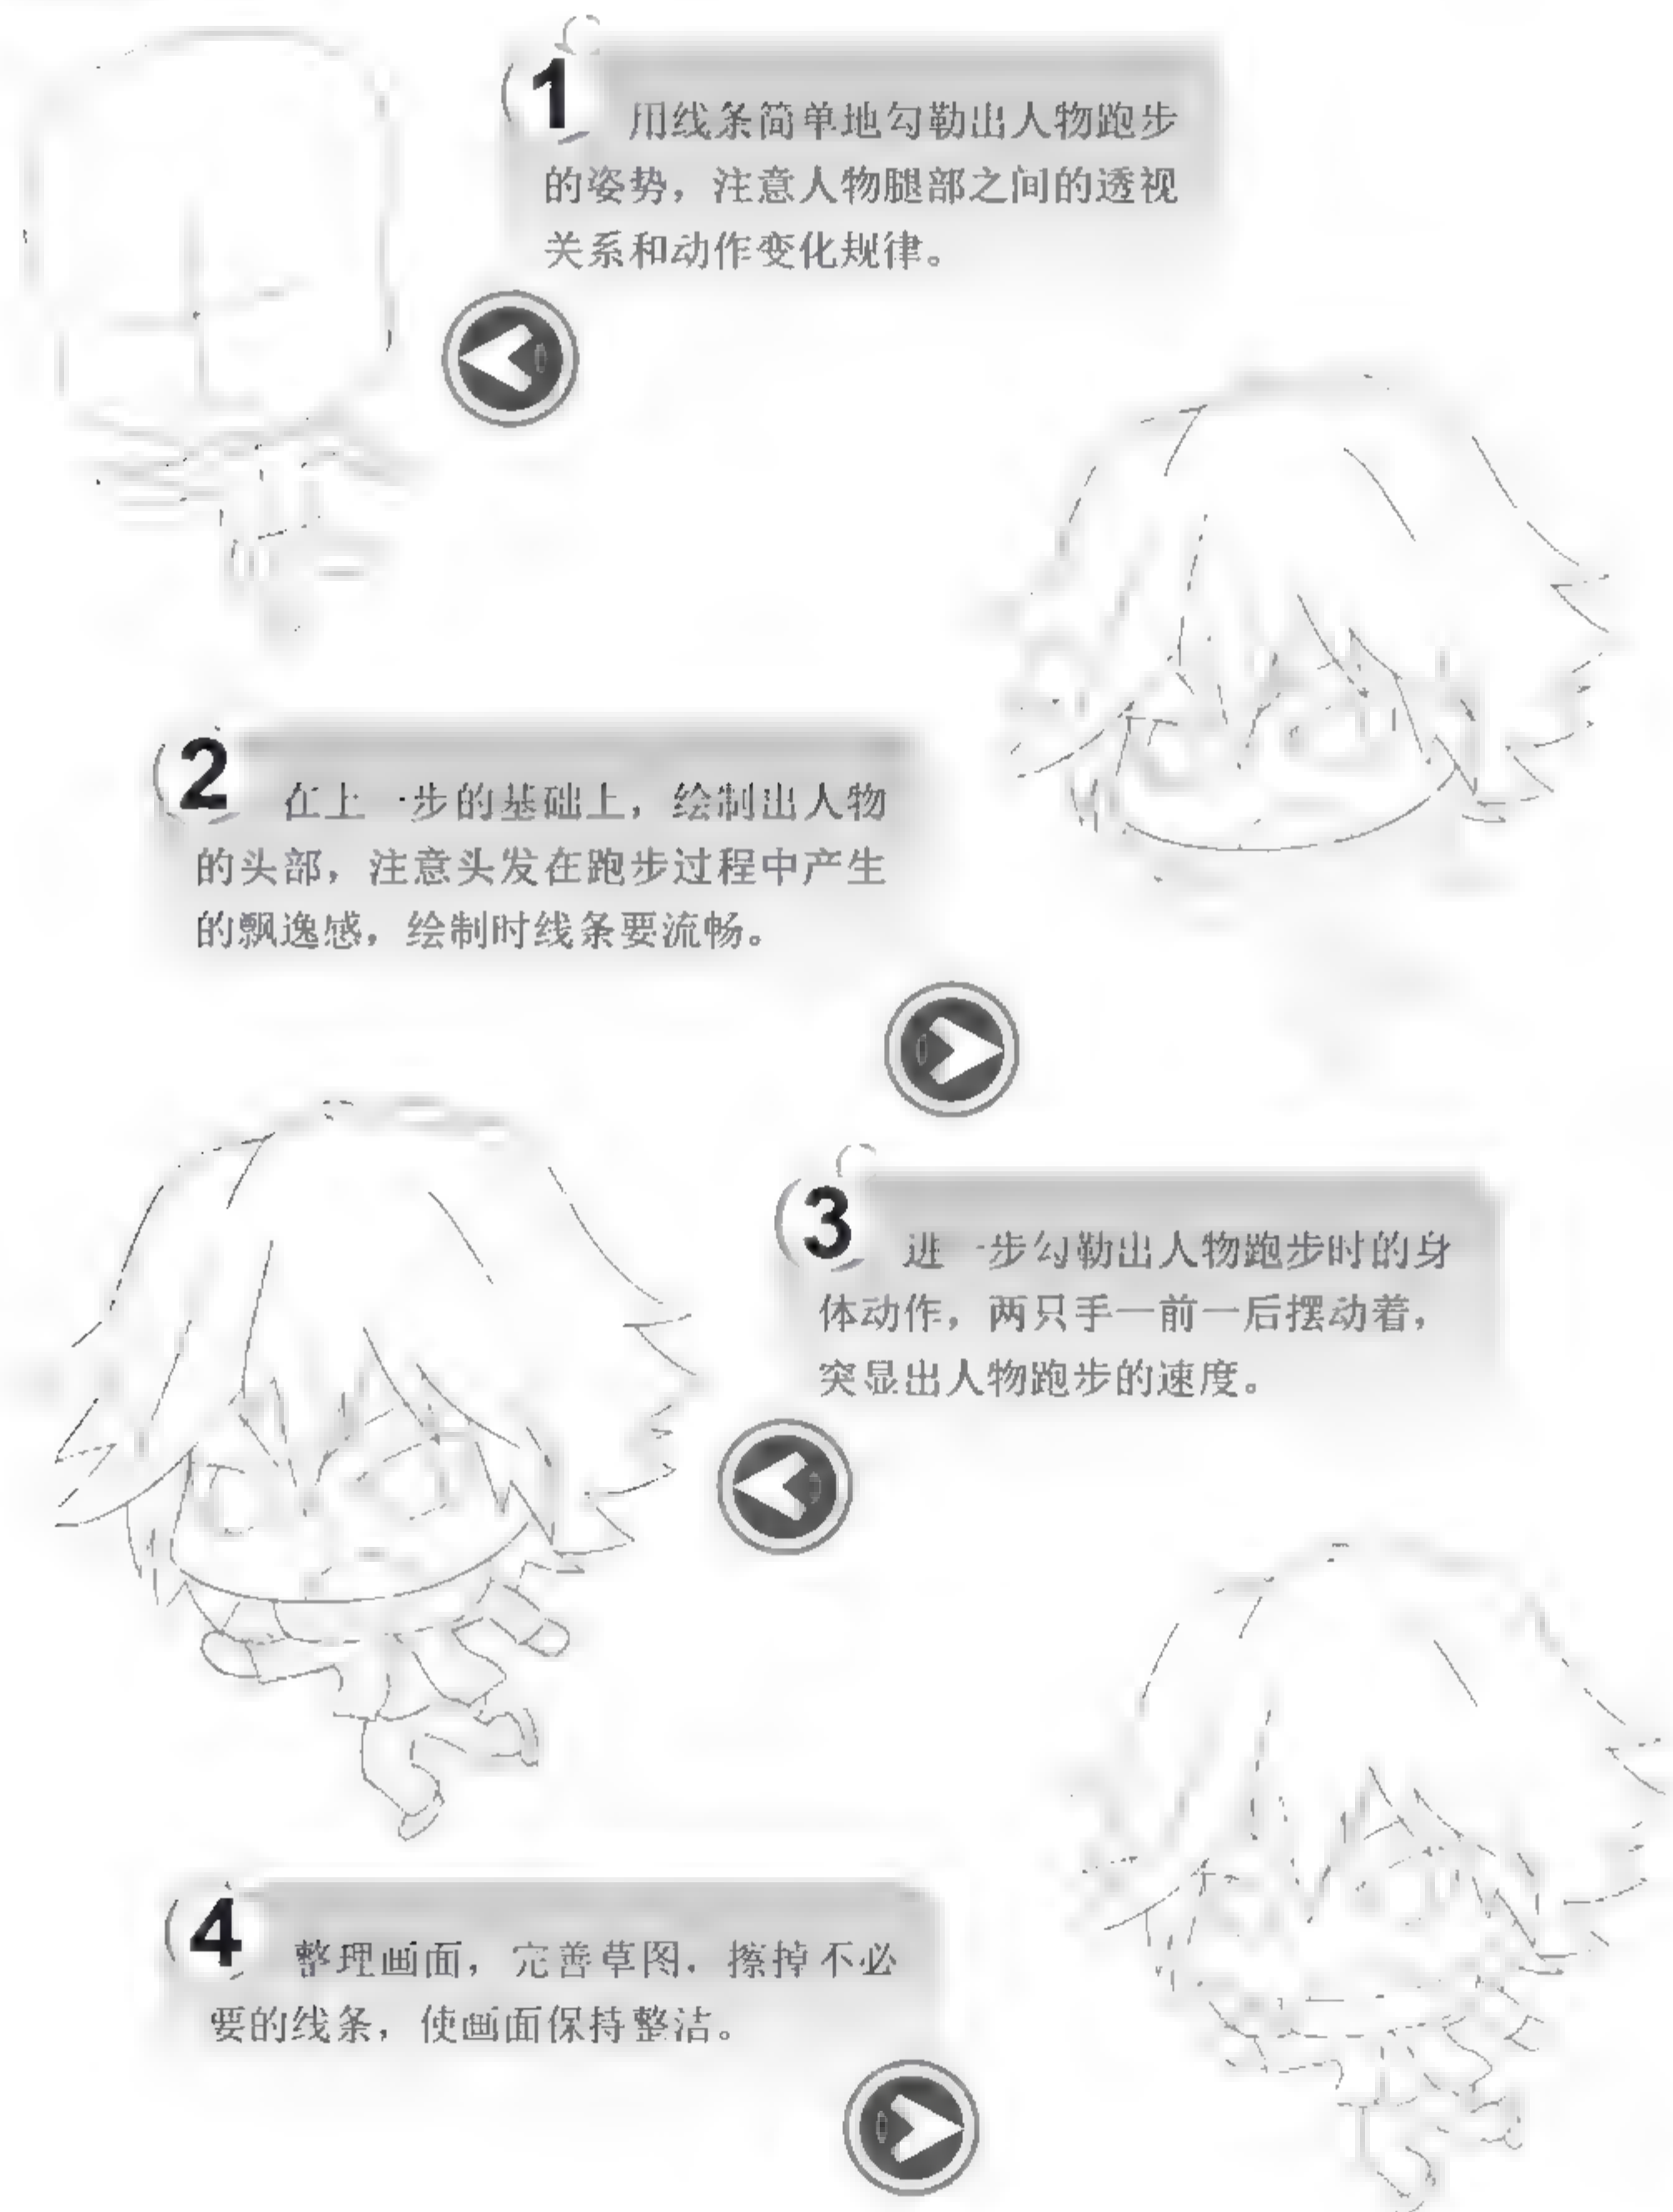 1 用线条简单地勾勒出人物跑步
的姿势，注意人物腿部之间的透视
关系和动作变化规律。
2 在上一步的基础上，绘制出人物
的头部，注意头发在跑步过程中产生
的飘逸感，绘制时线条要流畅。
3 进一步勾勒出人物跑步时的身
体动作，两只手一前一后摆动着，
突显出人物跑步的速度。
4 整理画面，完善草图，擦掉不必
要的线条，使画面保持整洁。